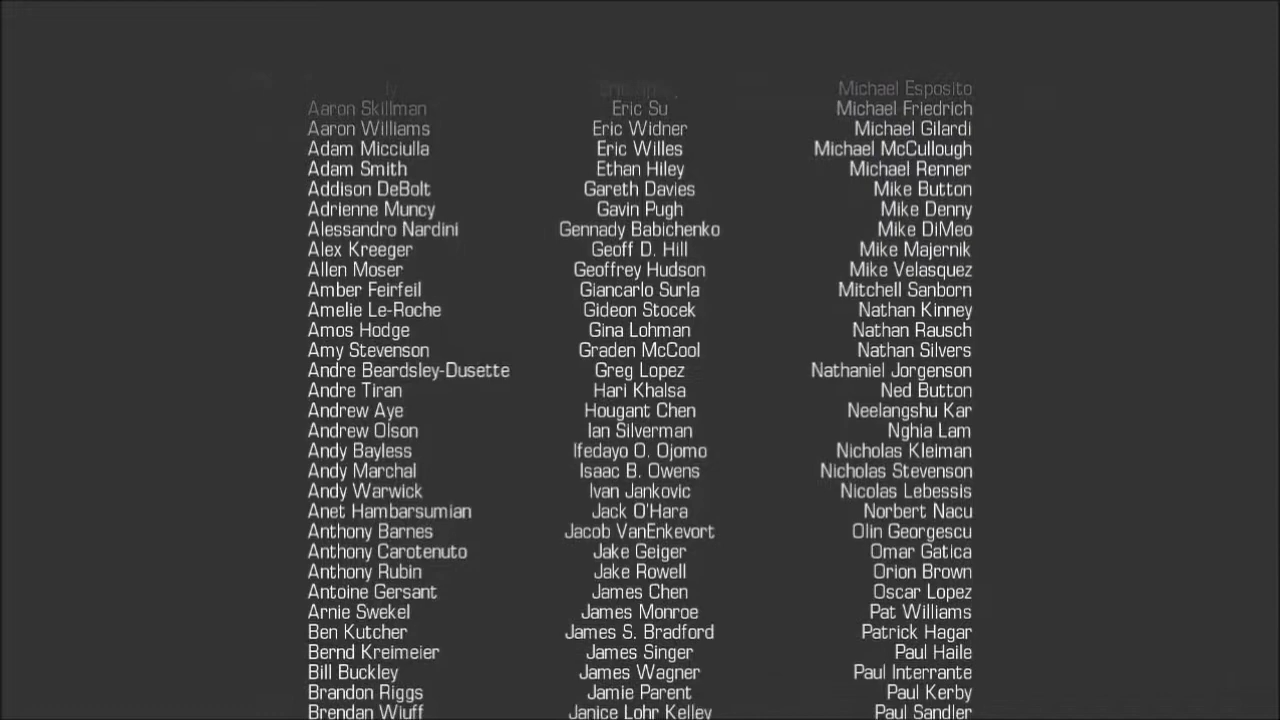 Michael Esposito
Aaron Skillman Eric Su Michael Friedrich
Aaron Williams Eric Widner Michael Gilardi
Adam Micciulla Eric Willes Michael McCullough
Adam Smith Ethan Hiley Michael Renner
Addison DeBolt Gareth Davies Mike Button
Adrienne Muncy Gavin Pugh Mike Denny
Alessandro Nardini Gennady Babichenko Mike DiMeo
Alex Kreeger Geoff D. Hill Mike Majernik
Allen Moser Geoffrey Hudson Mike Velasquez
Amber Feirfeil Giancarlo Surla Mitchell Sanborn
Amelie Le-Roche Gideon Stocek Nathan Kinney
Amos Hodge Gina Lohman Nathan Rausch
Amy Stevenson Graden McCool Nathan Silvers
Andre Beardsley-Dusette Greg Lopez Nathaniel Jorgenson
Andre Tiran Hari Khalsa Ned Button
Andrew Aye Hougant Chen Neelangshu Kar
Andrew Olson Ian Silverman Nghia Lam
Andy Bayless Ifedayo O. Ojomo Nicholas Kleiman
Andy Marchal Isaac B. Owens Nicholas Stevenson
Andy Warwick Ivan Jankovic Nicolas Lebessis
Anet Hambarsumian Jack O'Hara Norbert Nacu
Anthony Barnes Jacob VanEnkevort Olin Georgescu
Anthony Carotenuto Jake Geiger Omar Gatica
Anthony Rubin Jake Rowell Orion Brown
Antoine Gersant James Chen Oscar Lopez
Arnie Swekel James Monroe Pat Williams
Ben Kutcher James S. Bradford Patrick Hagar
Bernd Kreimeier James Singer Paul Haile
Bill Buckley James Wagner Paul Interrante
Brandon Riggs Jamie Parent Paul Kerby
Brendan Wiuff Janice Lohr Kelley Paul Sandler